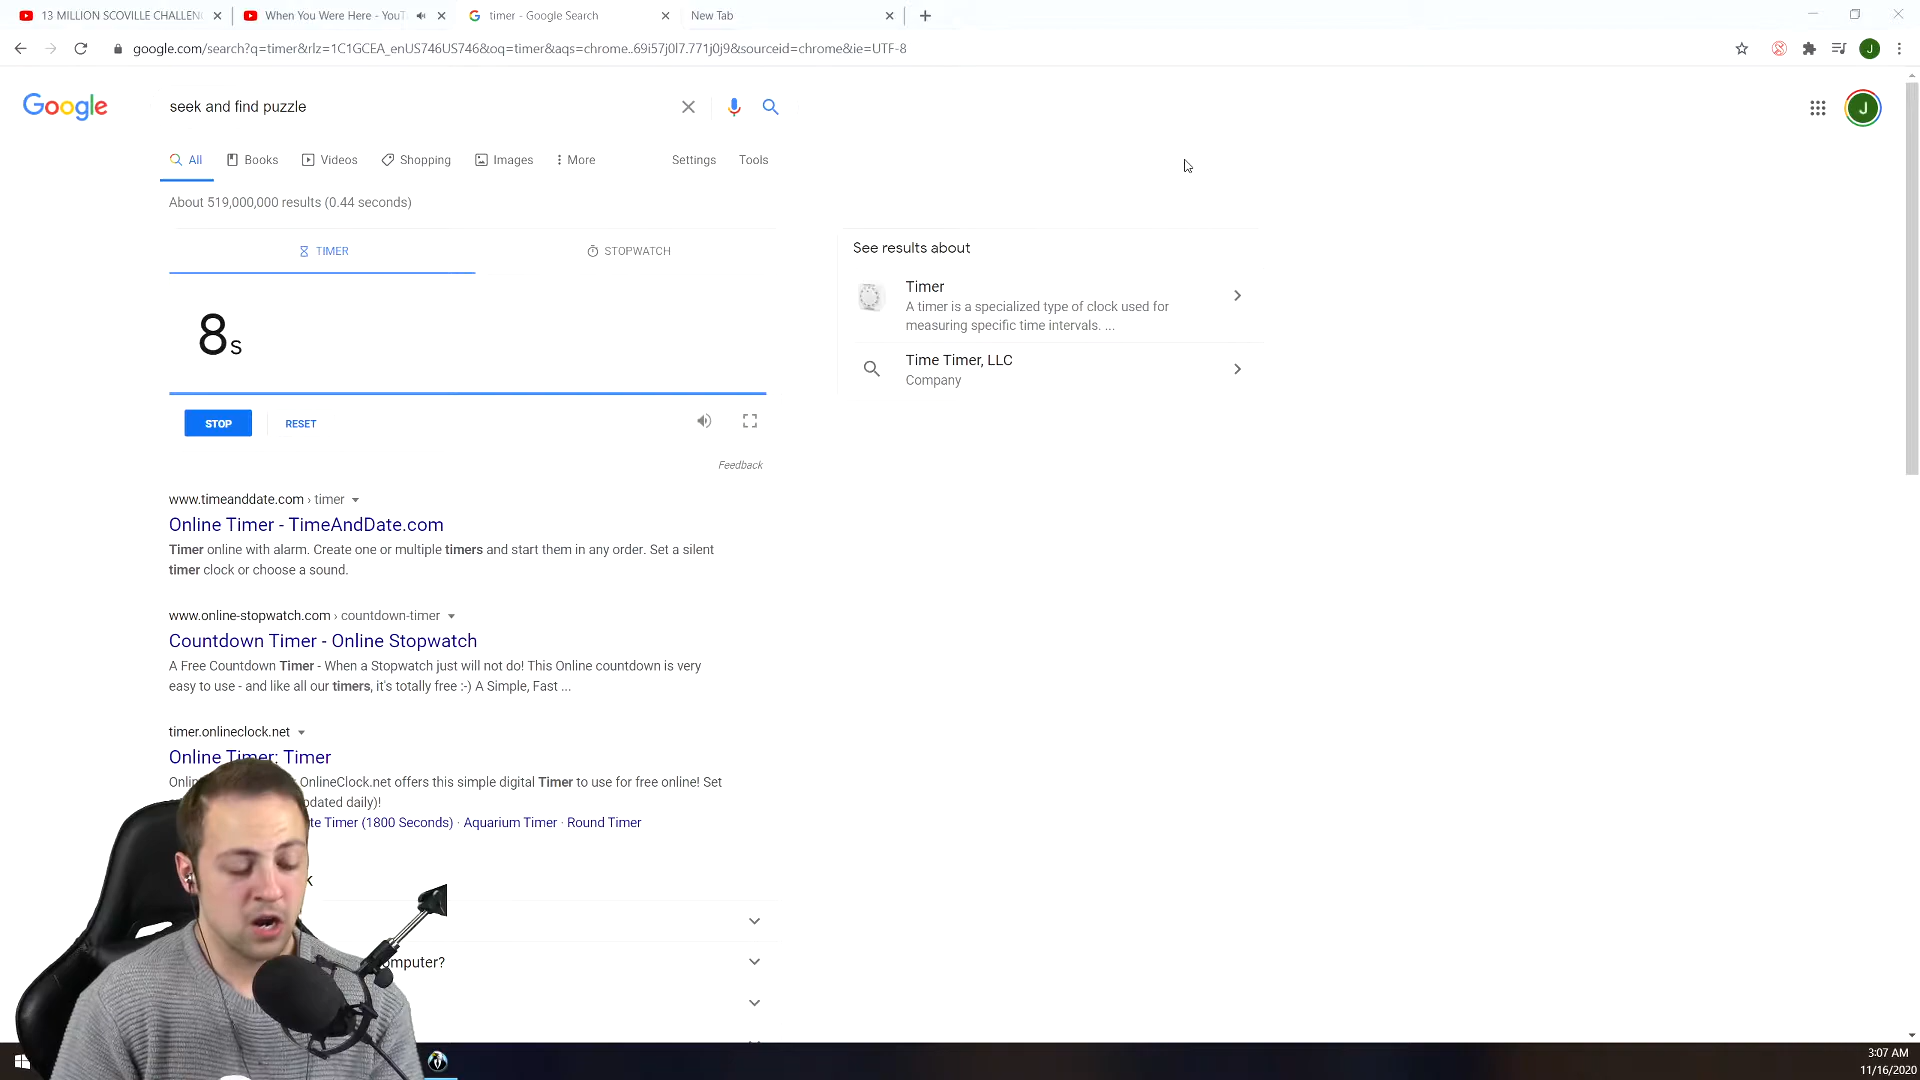 13 MILLION SCOVILLE CHALLEN
When You Were Here - YouT
timer - Google Search
New Tab
google.com/search?q=timer&rlz=1C1GCEA_enUS746US746&oq=timer&aqs=chrome..69i57j0l7.771j0j9&sourceid=chrome&ie=UTF-8
J
Google
seek and find puzzle
J
All
Books
Videos
Shopping
Images
More
Settings
Tools
About 519,000,000 results (0.44 seconds)
TIMER
STOPWATCH
8s
STOP
RESET
Feedback
See results about
Timer
A timer is a specialized type of clock used for
measuring specific time intervals. ...
Time Timer, LLC
Company
www.timeanddate.com › timer
Online Timer - TimeAndDate.com
Timer online with alarm. Create one or multiple timers and start them in any order. Set a silent
timer clock or choose a sound.
www.online-stopwatch.com › countdown-timer
Countdown Timer - Online Stopwatch
A Free Countdown Timer - When a Stopwatch just will not do! This Online countdown is very
easy to use - and like all our timers, it's totally free :-) A Simple, Fast ...
timer.onlineclock.net
Online Timer: Timer
OnlineClock.net offers this simple digital Timer to use for free online! Set
daily)!
Timer (1800 Seconds) · Aquarium Timer · Round Timer
3:07 AM
11/16/2020